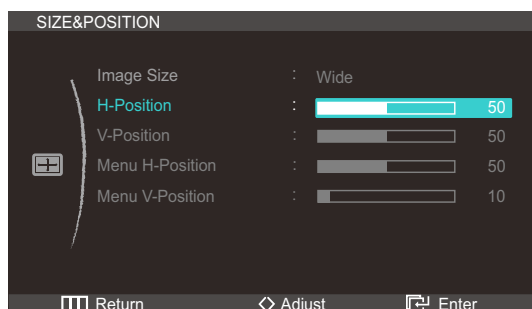 SIZE&POSITION
Image Size : Wide
H-Position : 50
V-Position : 50
Menu H-Position : 50
Menu V-Position : 10
Return Adjust Enter